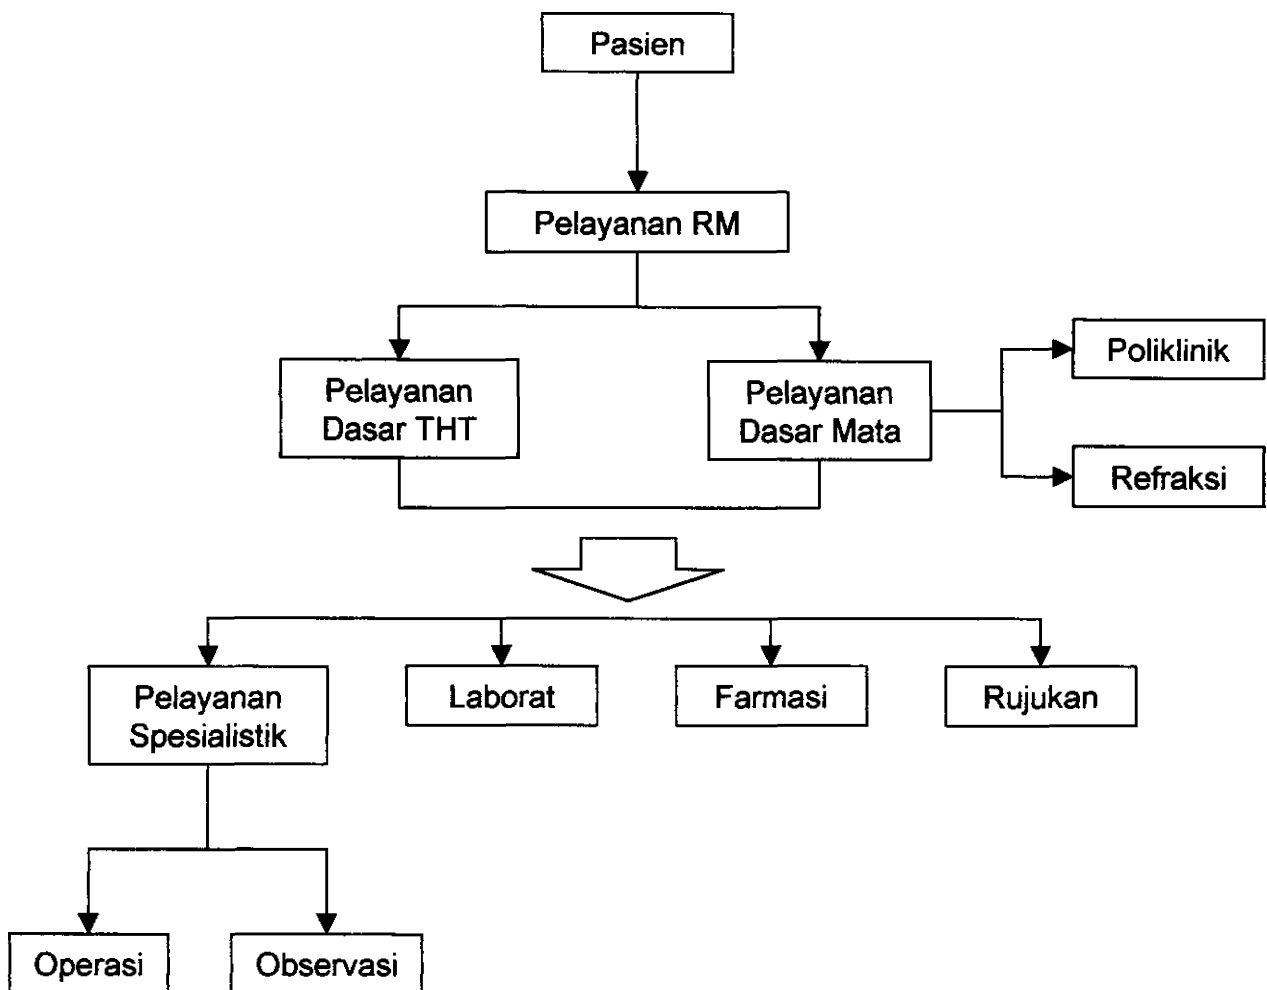 Pasien
Pelayanan RM
Pelayanan
Dasar THT
Pelayanan
Dasar Mata
Poliklinik
Refraksi
Pelayanan
Spesialistik
Laborat
Farmasi
Rujukan
Operasi
Observasi